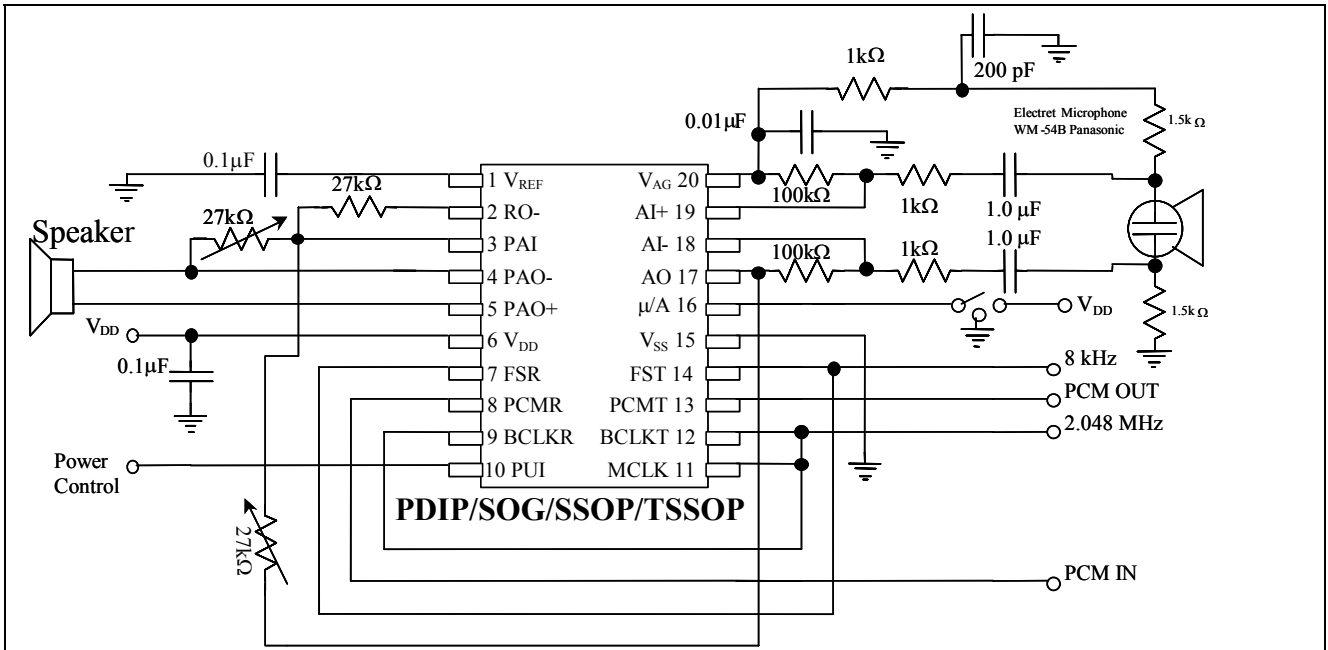 1kΩ
200 pF
Electret Microphone
WM -54B Panasonic
1.5k Ω
0.01μF
0.1μF
27kΩ
27kΩ
Speaker
100kΩ
1kΩ
1.0 μF
1.0 μF
100kΩ
1kΩ
1 VREF
VAG 20
2 RO-
AI+ 19
3 PAI
AI- 18
4 PAO-
AO 17
5 PAO+
μ/A 16
6 VDD
VSS 15
7 FSR
FST 14
8 PCMR
PCMT 13
9 BCLKR
BCLKT 12
10 PUI
MCLK 11
VDD
0.1μF
VDD
1.5kΩ
8 kHz
PCM OUT
2.048 MHz
Power
Control
PDIP/SOG/SSOP/TSSOP
27kΩ
PCM IN